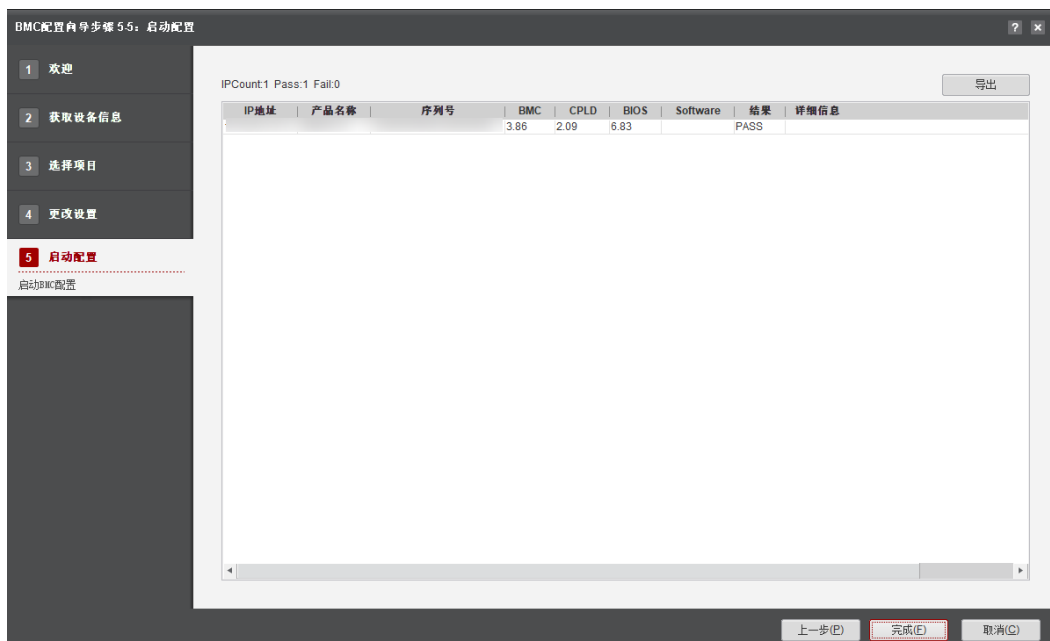 BMC配置向导步骤 5-5：启动配置
? ×
1 欢迎
2 获取设备信息
3 选择项目
4 更改设置
5 启动配置
启动BMC配置
IPCount:1 Pass:1 Fail:0
导出
IP地址 产品名称 序列号 BMC CPLD BIOS Software 结果 详细信息
3.86 2.09 6.83 PASS
上一步(P) 完成(F) 取消(C)